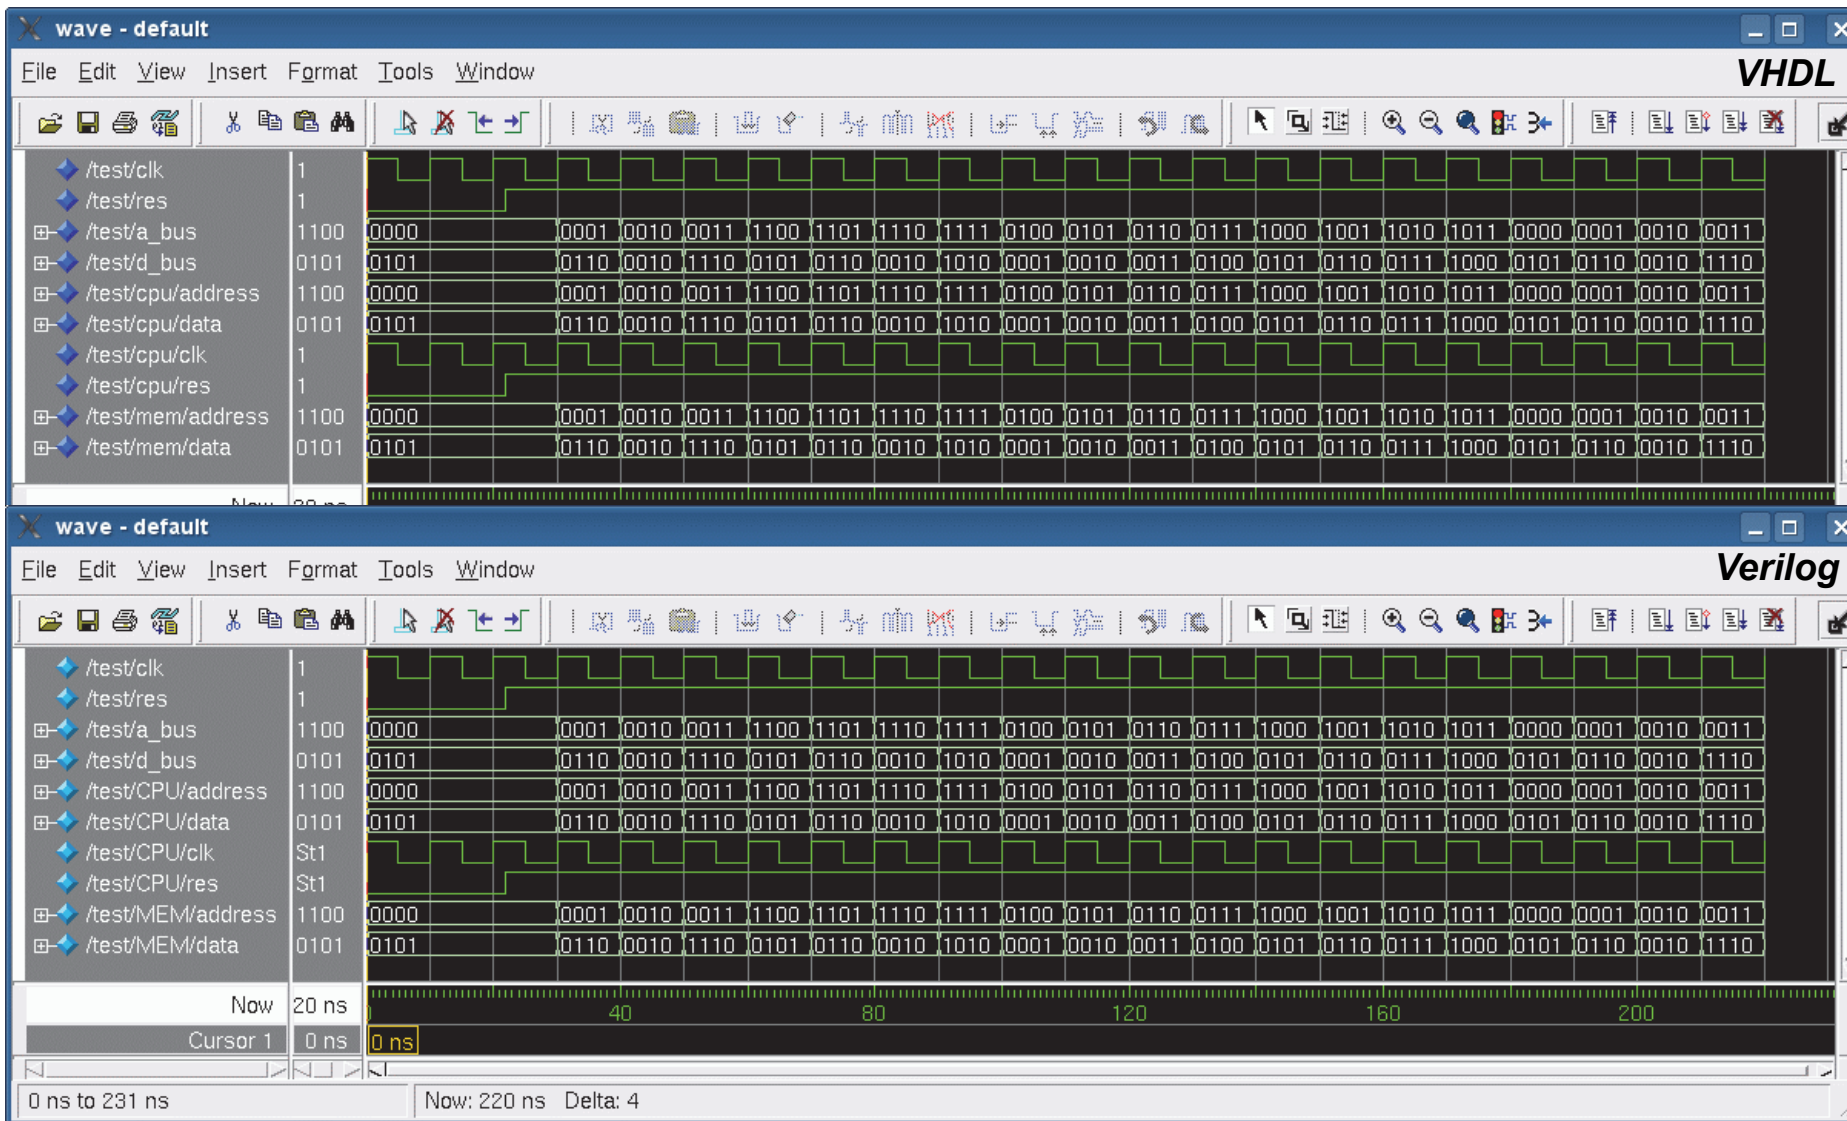 wave - default
File Edit View Insert Format Tools Window VHDL
/test/clk 1
/test/res 1
/test/a_bus 1100 0000 0001 0010 0011 1100 1101 1110 1111 0100 0101 0110 0111 1000 1001 1010 1011 0000 0001 0010 0011
/test/d_bus 0101 0101 0110 0010 1110 0101 0110 0010 1010 0001 0010 0011 0100 0101 0110 0111 1000 0101 0110 0010 1110
/test/cpu/address 1100 0000 0001 0010 0011 1100 1101 1110 1111 0100 0101 0110 0111 1000 1001 1010 1011 0000 0001 0010 0011
/test/cpu/data 0101 0101 0110 0010 1110 0101 0110 0010 1010 0001 0010 0011 0100 0101 0110 0111 1000 0101 0110 0010 1110
/test/cpu/clk 1
/test/cpu/res 1
/test/mem/address 1100 0000 0001 0010 0011 1100 1101 1110 1111 0100 0101 0110 0111 1000 1001 1010 1011 0000 0001 0010 0011
/test/mem/data 0101 0101 0110 0010 1110 0101 0110 0010 1010 0001 0010 0011 0100 0101 0110 0111 1000 0101 0110 0010 1110
wave - default
File Edit View Insert Format Tools Window Verilog
/test/clk 1
/test/res 1
/test/a_bus 1100 0000 0001 0010 0011 1100 1101 1110 1111 0100 0101 0110 0111 1000 1001 1010 1011 0000 0001 0010 0011
/test/d_bus 0101 0101 0110 0010 1110 0101 0110 0010 1010 0001 0010 0011 0100 0101 0110 0111 1000 0101 0110 0010 1110
/test/CPU/address 1100 0000 0001 0010 0011 1100 1101 1110 1111 0100 0101 0110 0111 1000 1001 1010 1011 0000 0001 0010 0011
/test/CPU/data 0101 0101 0110 0010 1110 0101 0110 0010 1010 0001 0010 0011 0100 0101 0110 0111 1000 0101 0110 0010 1110
/test/CPU/clk St1
/test/CPU/res St1
/test/MEM/address 1100 0000 0001 0010 0011 1100 1101 1110 1111 0100 0101 0110 0111 1000 1001 1010 1011 0000 0001 0010 0011
/test/MEM/data 0101 0101 0110 0010 1110 0101 0110 0010 1010 0001 0010 0011 0100 0101 0110 0111 1000 0101 0110 0010 1110
Now 20 ns 40 80 120 160 200
Cursor 1 0 ns 0 ns
0 ns to 231 ns Now: 220 ns Delta: 4